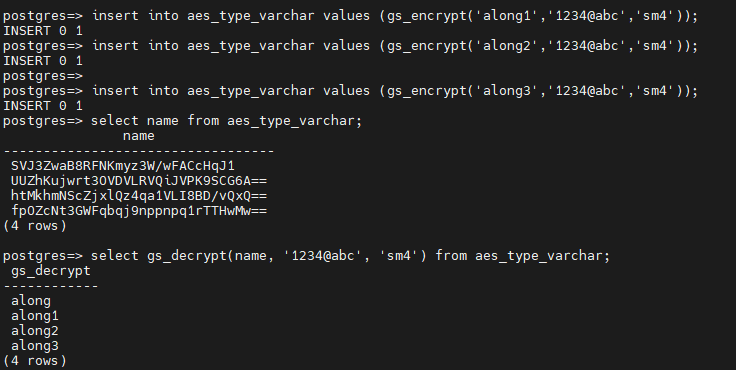 postgres=> insert into aes_type_varchar values (gs_encrypt('along1','1234@abc','sm4'));
INSERT 0 1
postgres=> insert into aes_type_varchar values (gs_encrypt('along2','1234@abc','sm4'));
INSERT 0 1
postgres=>
postgres=> insert into aes_type_varchar values (gs_encrypt('along3','1234@abc','sm4'));
INSERT 0 1
postgres=> select name from aes_type_varchar;
name
----------------------------------
SVJ3ZwaB8RFNKmyz3W/wFACcHqJ1
UUZhKujwrt3OVDVLRVQiJVPK9SCG6A==
htMkhmNScZjxlQz4qa1VLI8BD/vQxQ==
fpOZcNt3GWFqbqj9nppnpq1rTTHwMw==
(4 rows)
postgres=> select gs_decrypt(name, '1234@abc', 'sm4') from aes_type_varchar;
gs_decrypt
------------
along
along1
along2
along3
(4 rows)